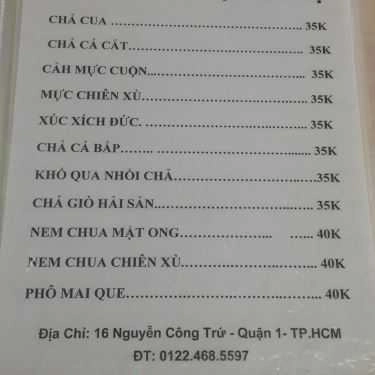 CHẢ CUA ........................................ 35K
CHẢ CÁ CẮT................................ 35K
CẢH MỰC CUỘN............................ 35K
MỰC CHIÊN XÙ........................... 35K
XÚC XÍCH ĐỨC. ........................... 35K
CHẢ CÁ BẮP................................ 35K
KHỔ QUA NHỒI CHẢ........................35K
CHẢ GIÒ HẢI SẢN.......................... 35K
NEM CHUA MẬT ONG................ ...... 40K
NEM CHUA CHIÊN XÙ....................... 40K
PHÔ MAI QUE................................ 40K
Địa Chỉ: 16 Nguyễn Công Trứ - Quận 1- TP.HCM
ĐT: 0122.468.5597